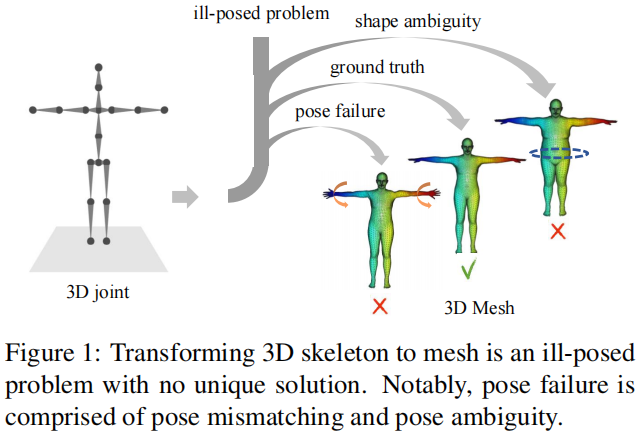 ill-posed problem
shape ambiguity
ground truth
pose failure
3D joint
3D Mesh
Figure 1: Transforming 3D skeleton to mesh is an ill-posed
problem with no unique solution. Notably, pose failure is
comprised of pose mismatching and pose ambiguity.